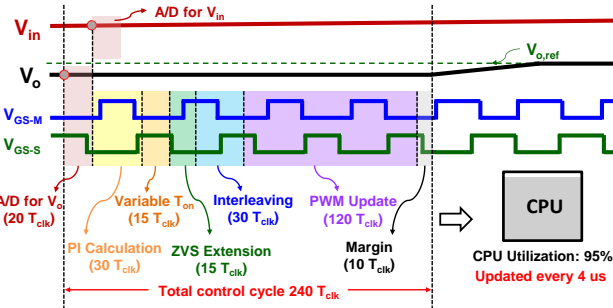 A/D for Vin
Vin
Vo,ref
Vo
VGS-M
VGS-S
A/D for Vo
(20 Tclk)
Variable Ton
(15 Tclk)
Interleaving
(30 Tclk)
PWM Update
(120 Tclk)
CPU
PI Calculation
(30 Tclk)
ZVS Extension
(15 Tclk)
Margin
(10 Tclk)
CPU Utilization: 95%
Updated every 4 us
Total control cycle 240 Tclk